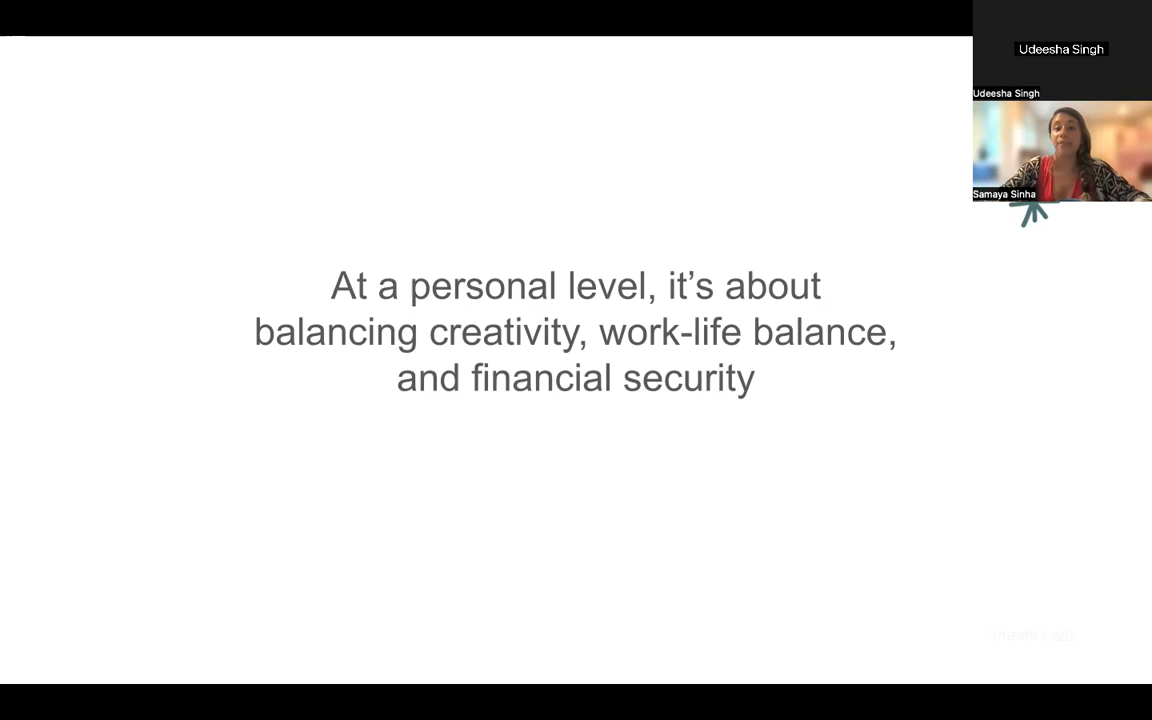 Udeesha Singh
Udeesha Singh
Samaya Sinha
At a personal level, it’s about
balancing creativity, work-life balance,
and financial security